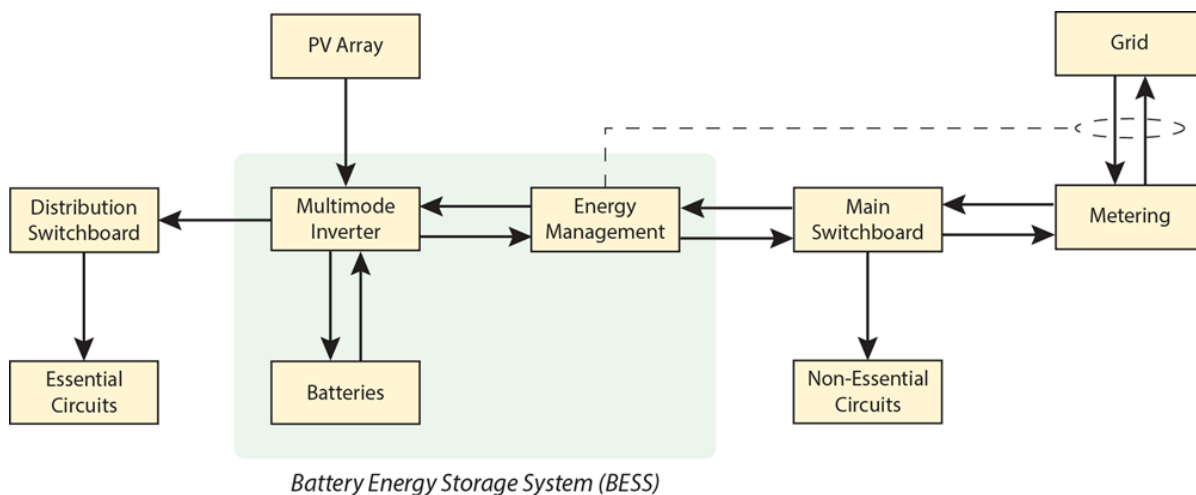 PV Array
Grid
Distribution
Switchboard
Multimode
Inverter
Energy
Management
Main
Switchboard
Metering
Essential
Circuits
Batteries
Non-Essential
Circuits
Battery Energy Storage System (BESS)